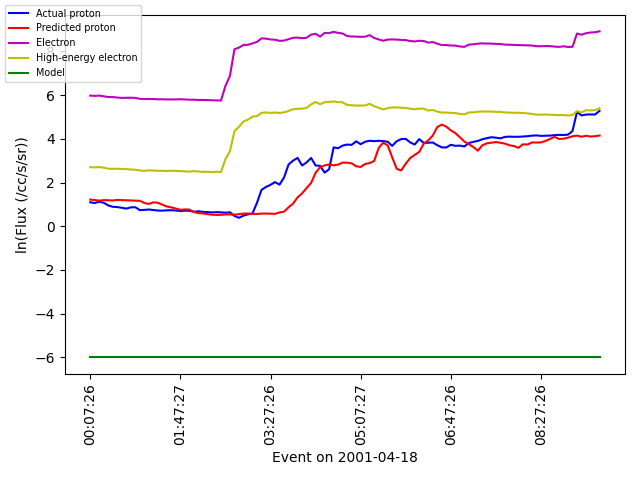 Actual proton
Predicted proton
Electron
High-energy electron
Model
8
6
4
2
0
−2
−4
−6
ln(Flux (/cc/s/sr))
00:07:26
01:47:27
03:27:26
05:07:27
06:47:26
08:27:26
Event on 2001-04-18